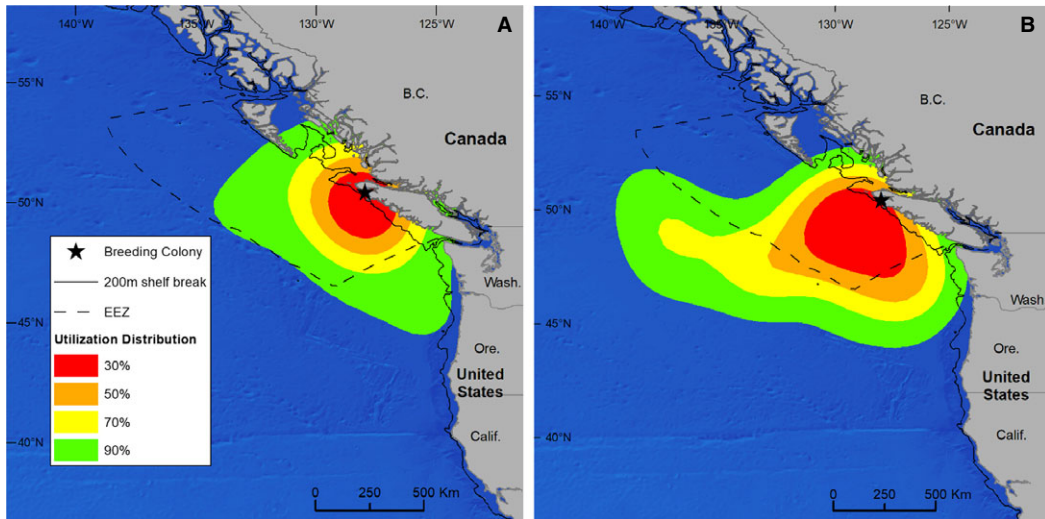 140°W 135°W 130°W 125°W A
55°N
B.C.
Canada
50°N
Breeding Colony
200m shelf break
EEZ
Utilization Distribution
30%
50%
70%
90%
Wash.
45°N
Ore.
United
States
40°N
Calif.
0 250 500 Km
140°W 135°W 130°W 125°W B
55°N
B.C.
Canada
50°N
Wash.
45°N
Ore.
United
States
40°N
Calif.
0 250 500 Km